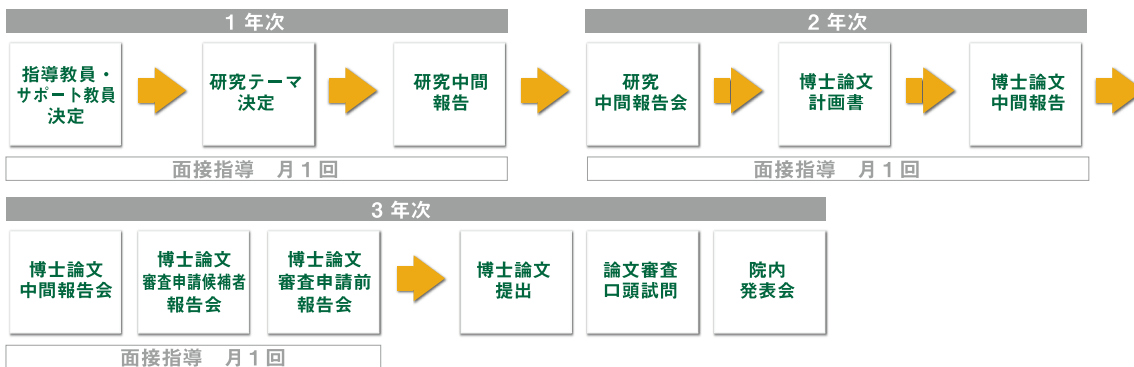 1 年次
指導教員・
サポート教員
決定
研究テーマ
決定
研究中間
報告
面接指導　月 1 回
2 年次
研究
中間報告会
博士論文
計画書
博士論文
中間報告
面接指導　月 1 回
3 年次
博士論文
中間報告会
博士論文
審査申請候補者
報告会
博士論文
審査申請前
報告会
博士論文
提出
論文審査
口頭試問
院内
発表会
面接指導　月 1 回